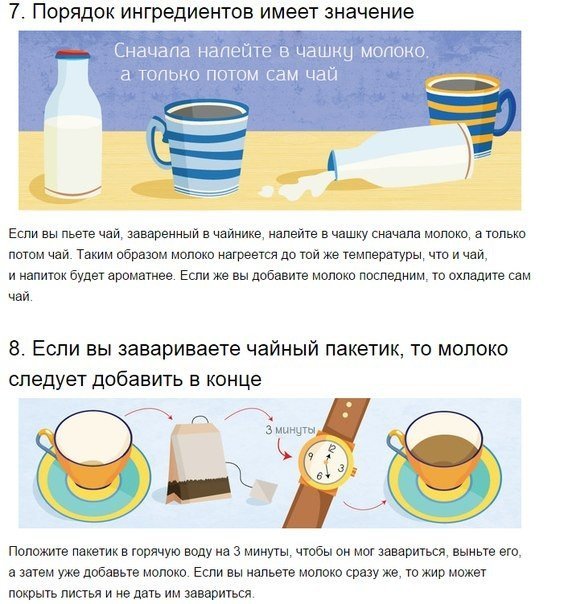 7. Порядок ингредиентов имеет значение
Сначала налейте в чашку молоко,
а только потом сам чай
Если вы пьете чай, заваренный в чайнике, налейте в чашку сначала молоко, а только
потом чай. Таким образом молоко нагреется до той же температуры, что и чай,
и напиток будет ароматнее. Если же вы добавите молоко последним, то охладите сам
чай.
8. Если вы завариваете чайный пакетик, то молоко
следует добавить в конце
3 минуты
12
9
3
6
Положите пакетик в горячую воду на 3 минуты, чтобы он мог завариться, выньте его,
а затем уже добавьте молоко. Если вы нальете молоко сразу же, то жир может
покрыть листья и не дать им завариться.